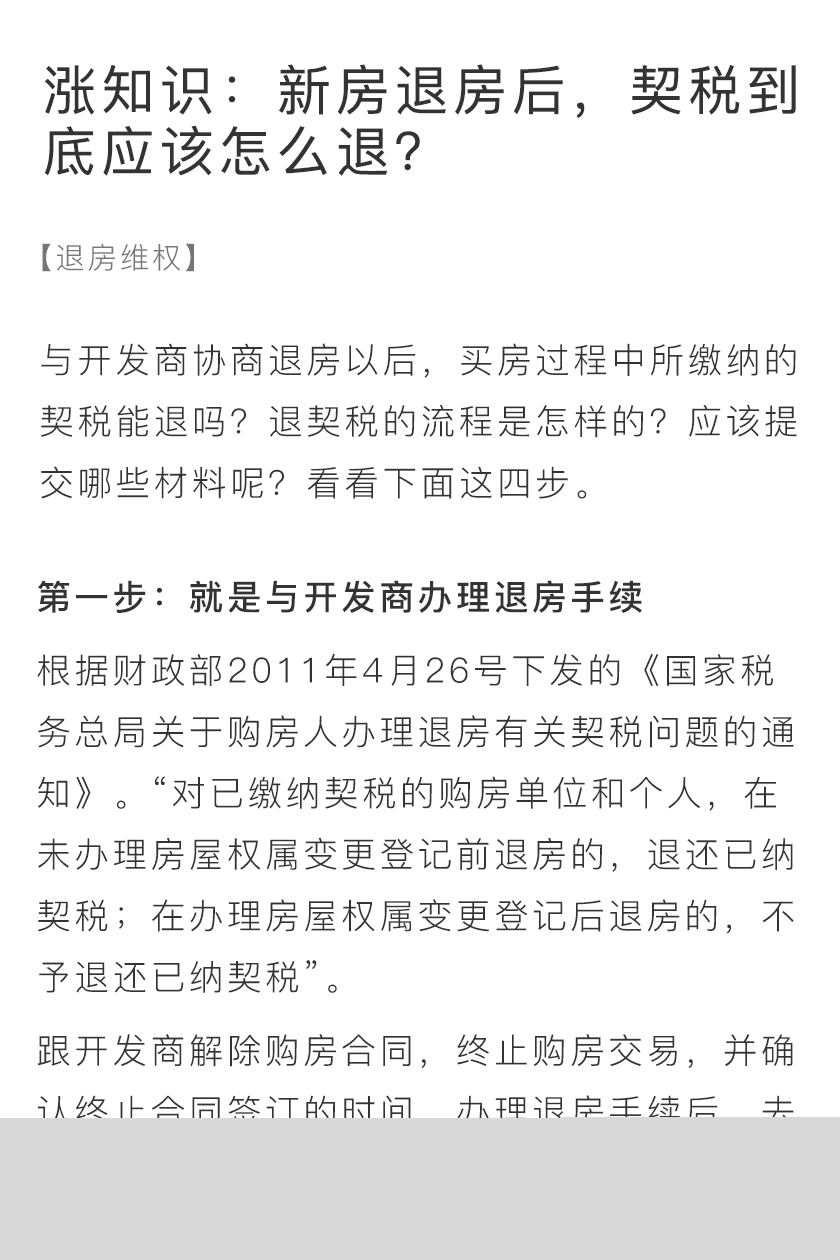 涨知识：新房退房后，契税到
底应该怎么退？
【退房维权】
与开发商协商退房以后，买房过程中所缴纳的
契税能退吗？退契税的流程是怎样的？应该提
交哪些材料呢？看看下面这四步。
第一步：就是与开发商办理退房手续
根据财政部2011年4月26号下发的《国家税
务总局关于购房人办理退房有关契税问题的通
知》。“对已缴纳契税的购房单位和个人，在
未办理房屋权属变更登记前退房的，退还已纳
契税；在办理房屋权属变更登记后退房的，不
予退还已纳契税”。
跟开发商解除购房合同，终止购房交易，并确
认终止合同签订的时间，办理退房手续后，去